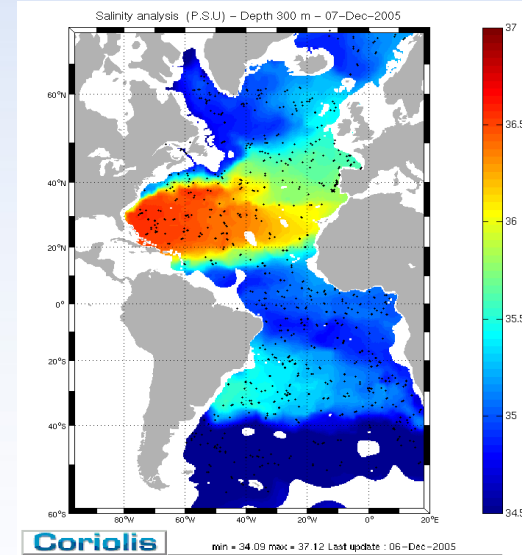 Salinity analysis (P.S.U) - Depth 300 m - 07-Dec-2005
37
60°N
36.5
40°N
36
20°N
0°
35.5
20°S
35
40°S
60°S
34.5
80°W 60°W 40°W 20°W 0° 20°E
Coriolis
min = 34.09 max = 37.12 Last update : 06-Dec-2005